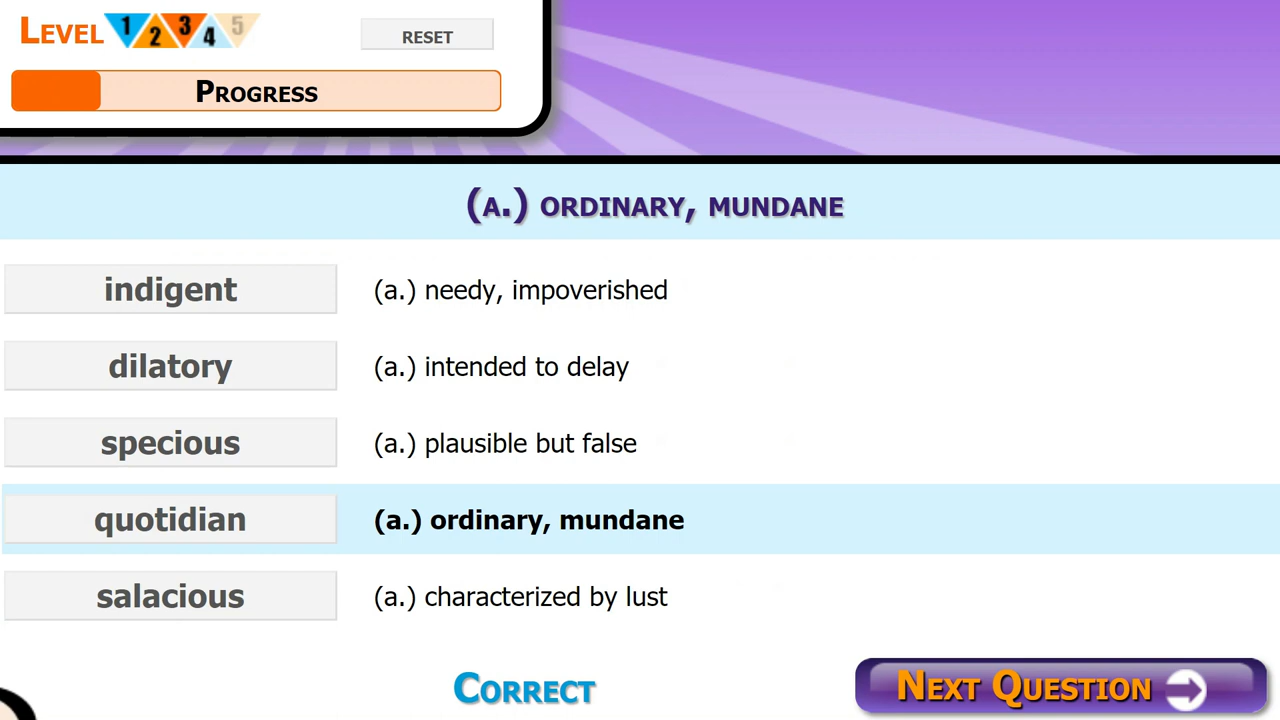 LEVEL 1 2 3 4 5
RESET
PROGRESS
(A.) ORDINARY, MUNDANE
indigent (a.) needy, impoverished
dilatory (a.) intended to delay
specious (a.) plausible but false
quotidian (a.) ordinary, mundane
salacious (a.) characterized by lust
CORRECT
NEXT QUESTION